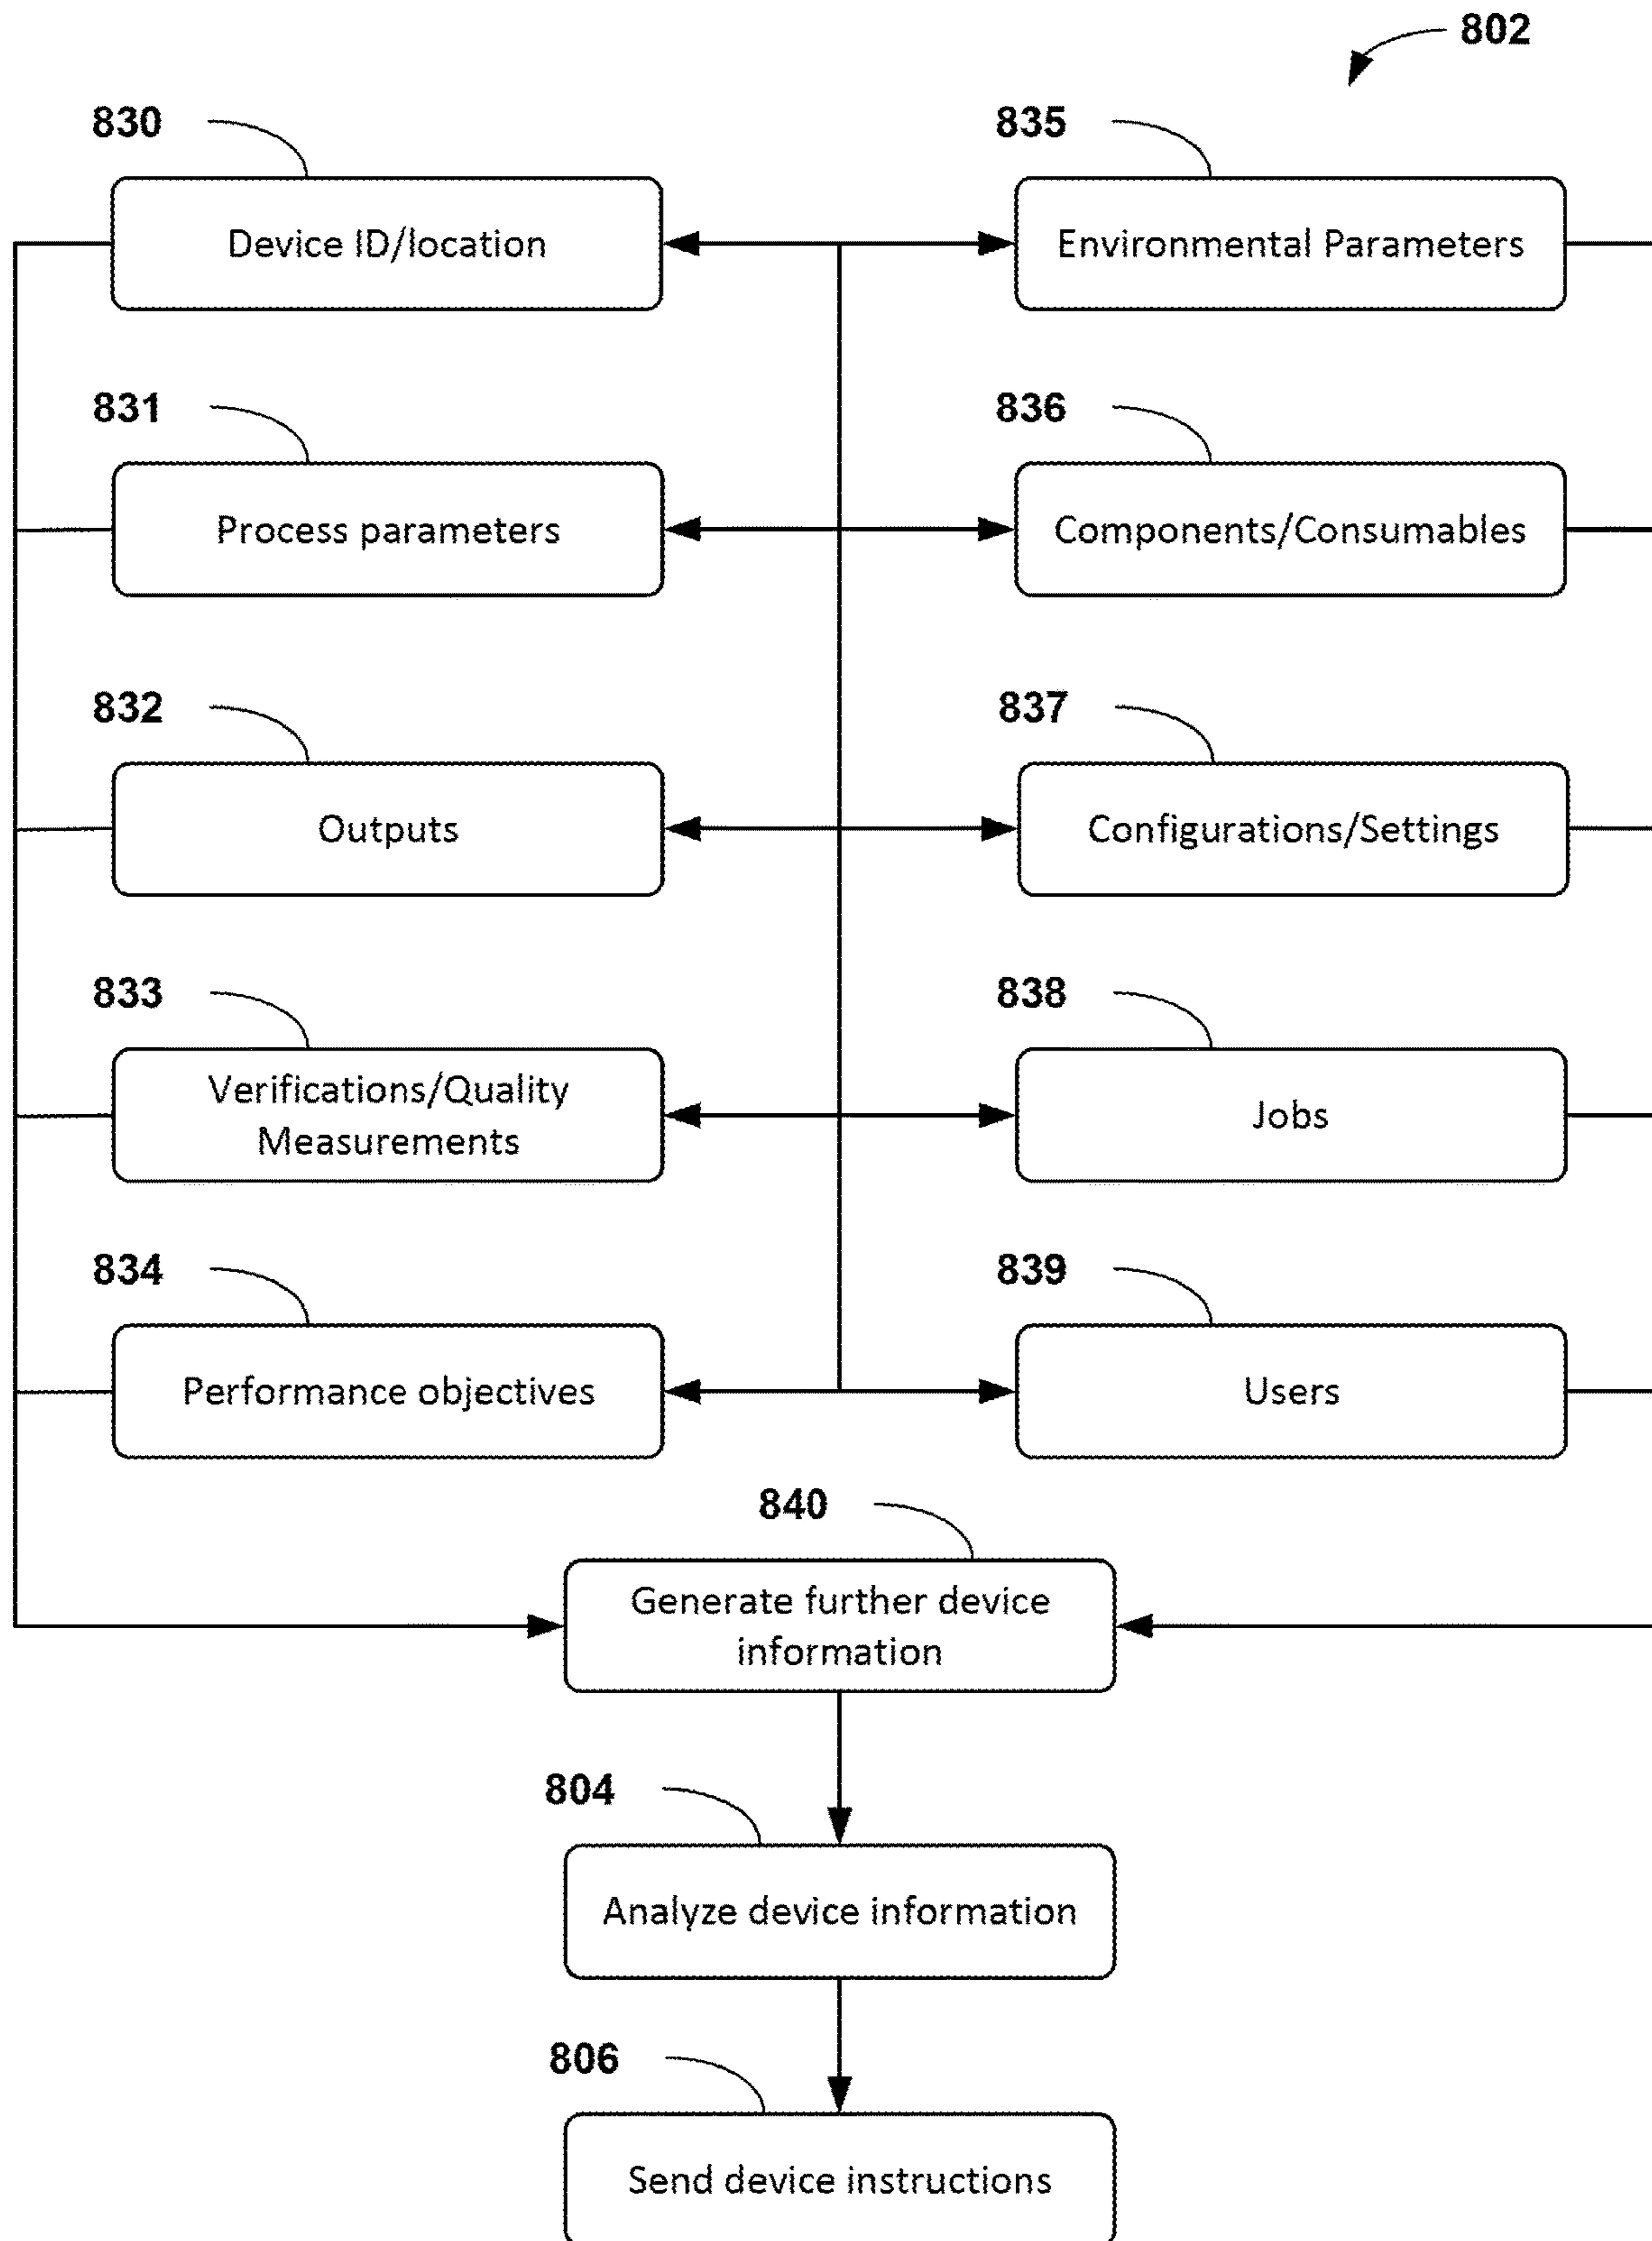 802
830
Device ID/location
835
Environmental Parameters
831
Process parameters
836
Components/Consumables
832
Outputs
837
Configurations/Settings
833
Verifications/Quality
Measurements
838
Jobs
834
Performance objectives
839
Users
840
Generate further device
information
804
Analyze device information
806
Send device instructions